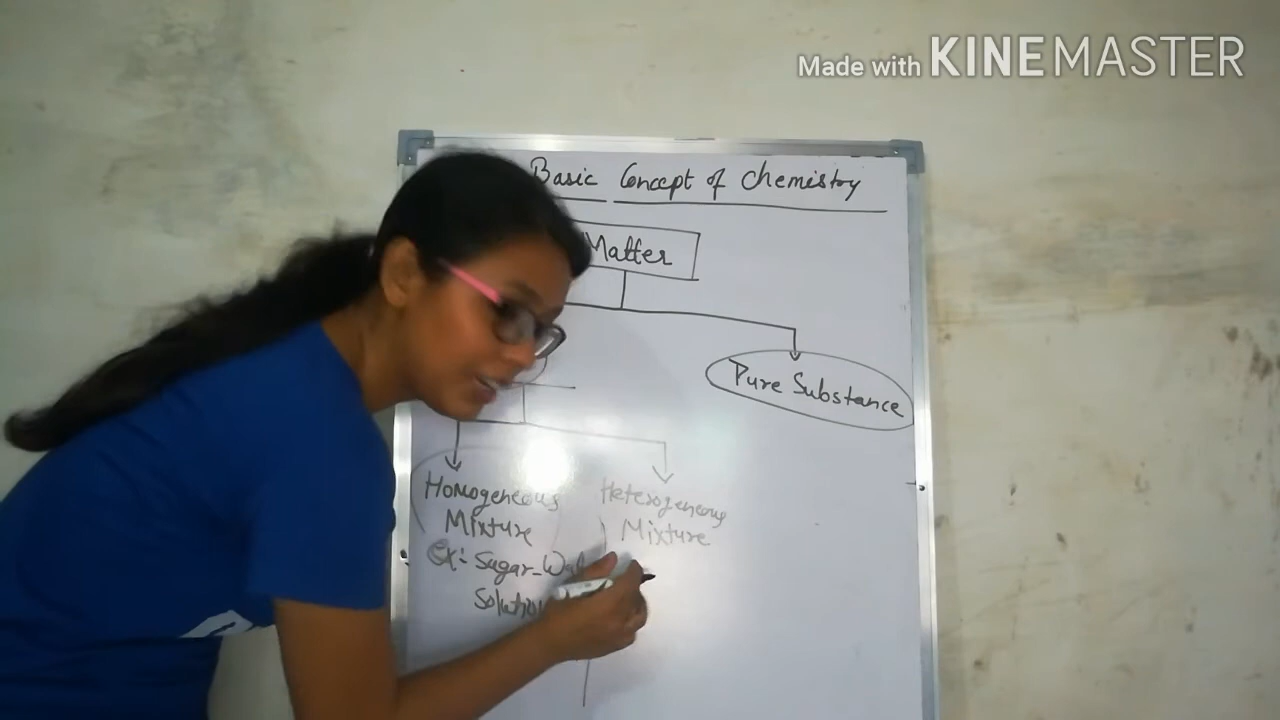 Made with KINEMASTER
Basic Concept of Chemistry
Matter
Pure Substance
Homogeneous
Mixture
Ex:- Sugar-
Heterogeneous
Mixture